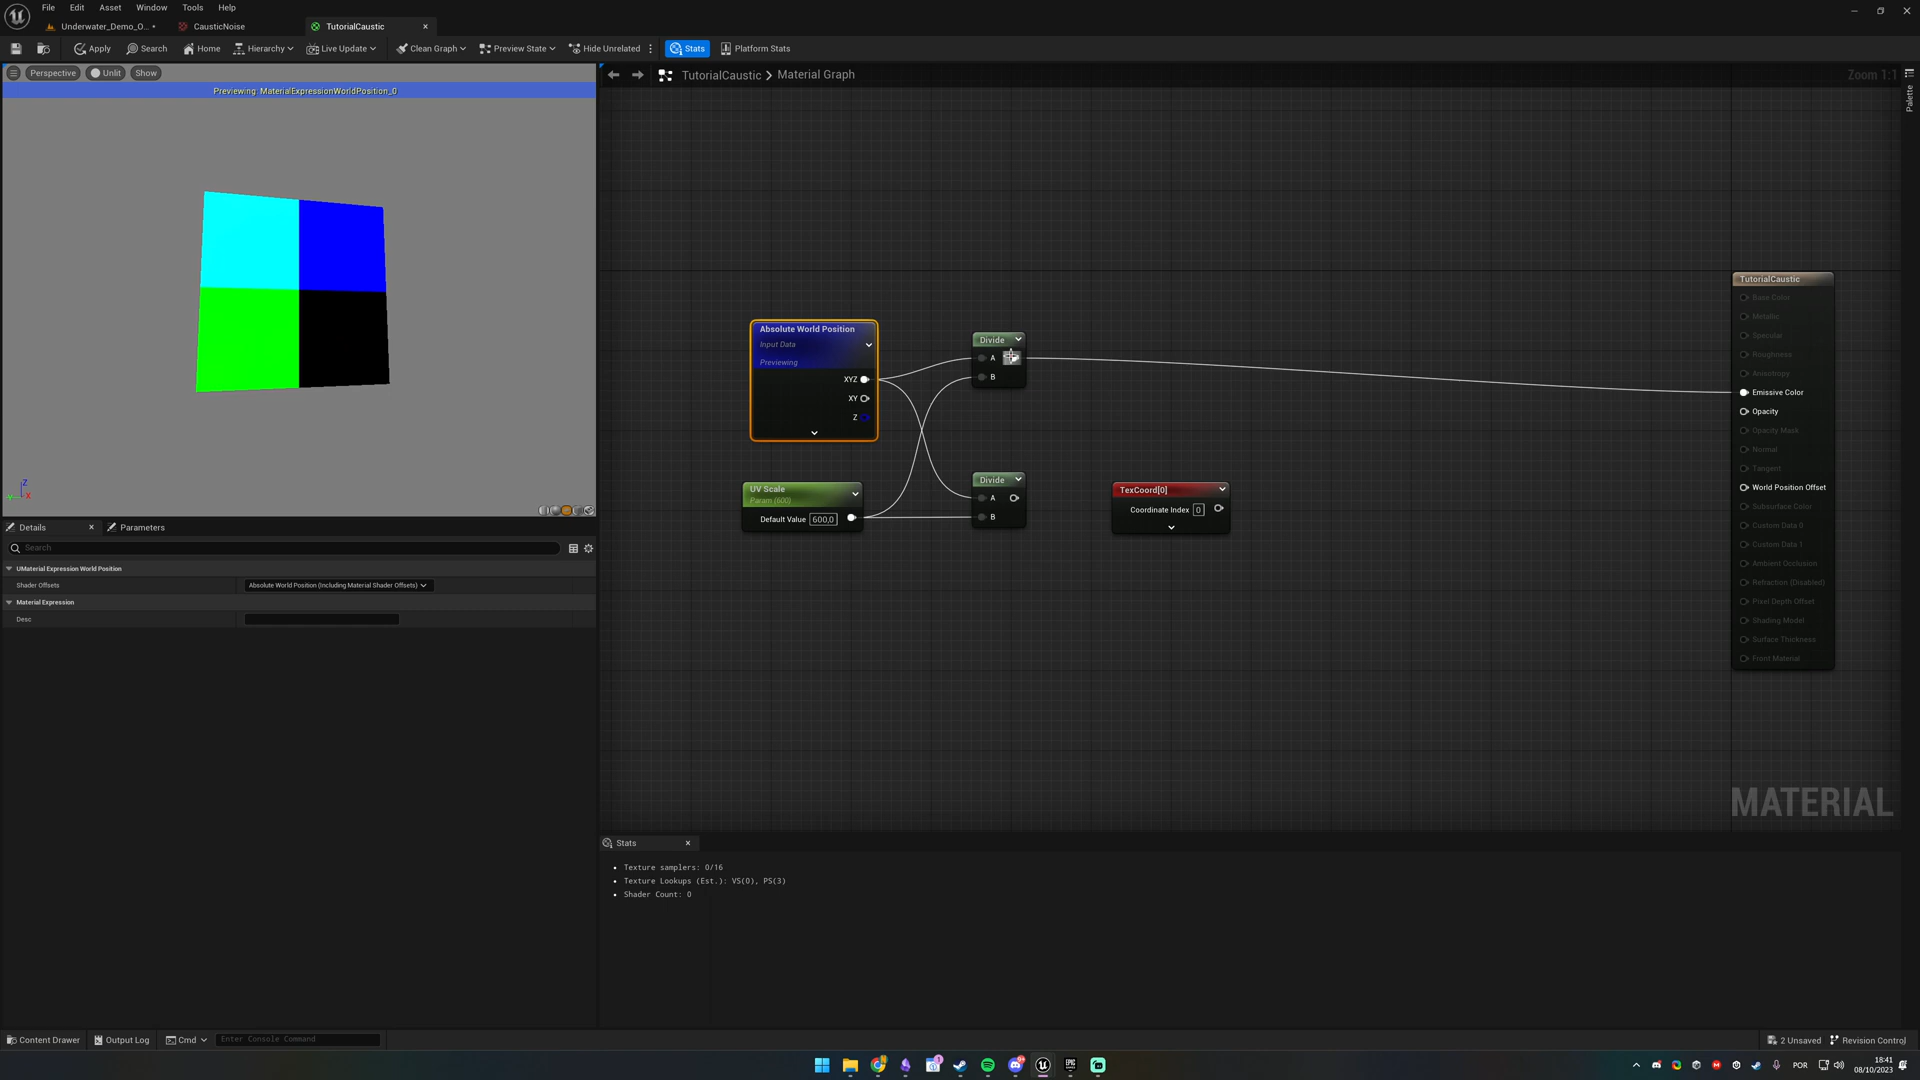 File Edit Asset Window Tools Help
Underwater_Demo_O... • CausticNoise TutorialCaustic
Apply Search Home Hierarchy Live Update Clean Graph Preview State Hide Unrelated Stats Platform Stats
Perspective Unlit Show
Previewing: MaterialExpressionWorldPosition_0
TutorialCaustic > Material Graph
Zoom 1:1
Palette
Absolute World Position
Input Data
Previewing
XYZ
XY
Z
Divide
A
B
UV Scale
Param (600)
Default Value 600,0
Divide
A
B
TexCoord[0]
Coordinate Index 0
TutorialCaustic
Base Color
Metallic
Specular
Roughness
Anisotropy
Emissive Color
Opacity
Opacity Mask
Normal
Tangent
World Position Offset
Subsurface Color
Custom Data 0
Custom Data 1
Ambient Occlusion
Refraction (Disabled)
Pixel Depth Offset
Shading Model
Surface Thickness
Front Material
MATERIAL
Z
Y X
Details Parameters
Search
UMaterial Expression World Position
Shader Offsets Absolute World Position (Including Material Shader Offsets)
Material Expression
Desc
Stats
• Texture samplers: 0/16
• Texture Lookups (Est.): VS(0), PS(3)
• Shader Count: 0
Content Drawer Output Log Cmd Enter Console Command
2 Unsaved Revision Control
POR
18:41
08/10/2023